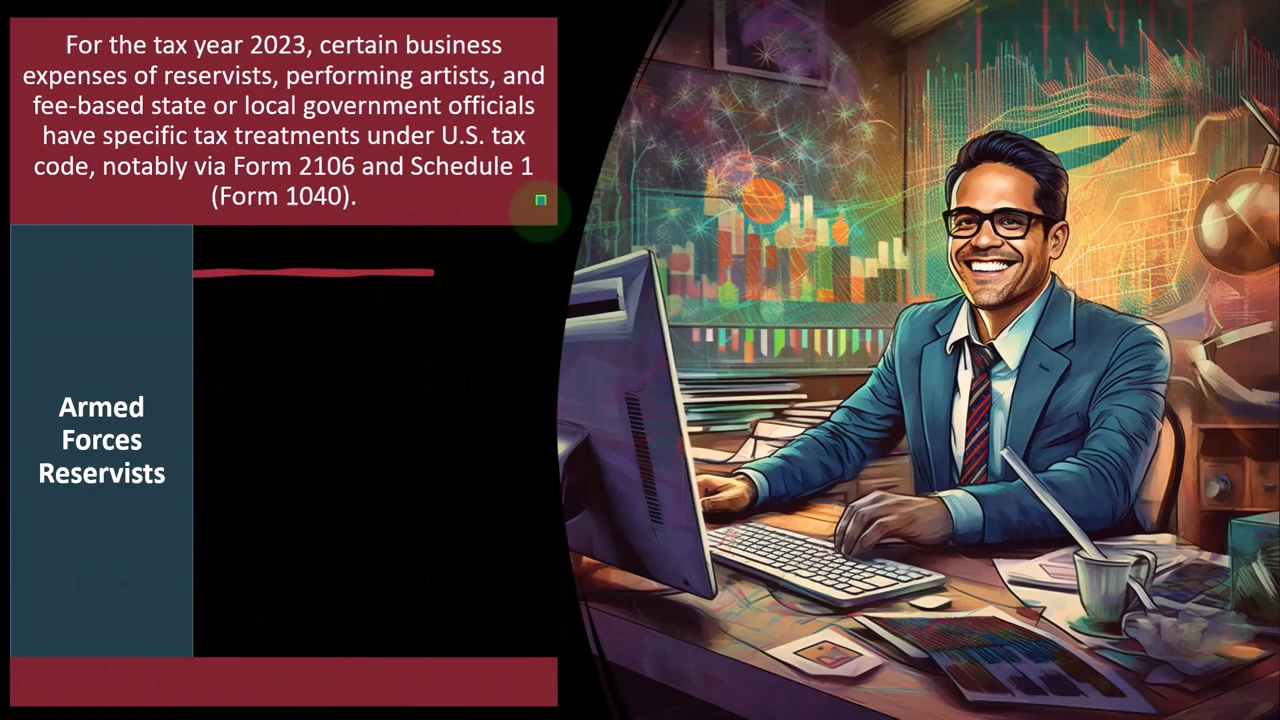 For the tax year 2023, certain business
expenses of reservists, performing artists, and
fee-based state or local government officials
have specific tax treatments under U.S. tax
code, notably via Form 2106 and Schedule 1
(Form 1040).
Armed
Forces
Reservists